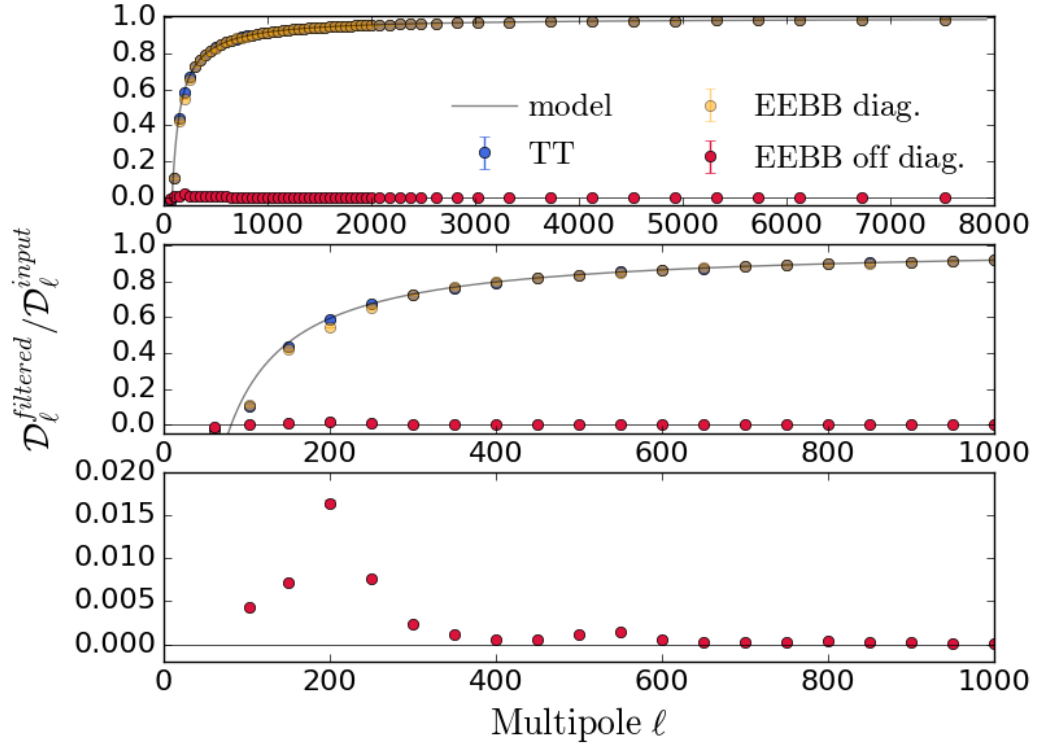 1.0
0.8
0.6
0.4
0.2
0.0
model
TT
EEBB diag.
EEBB off diag.
0 1000 2000 3000 4000 5000 6000 7000 8000
1.0
0.8
0.6
0.4
0.2
0.0
0 200 400 600 800 1000
0.020
0.015
0.010
0.005
0.000
0 200 400 600 800 1000
Multipole ℓ
𝒟ℓ^filtered / 𝒟ℓ^input